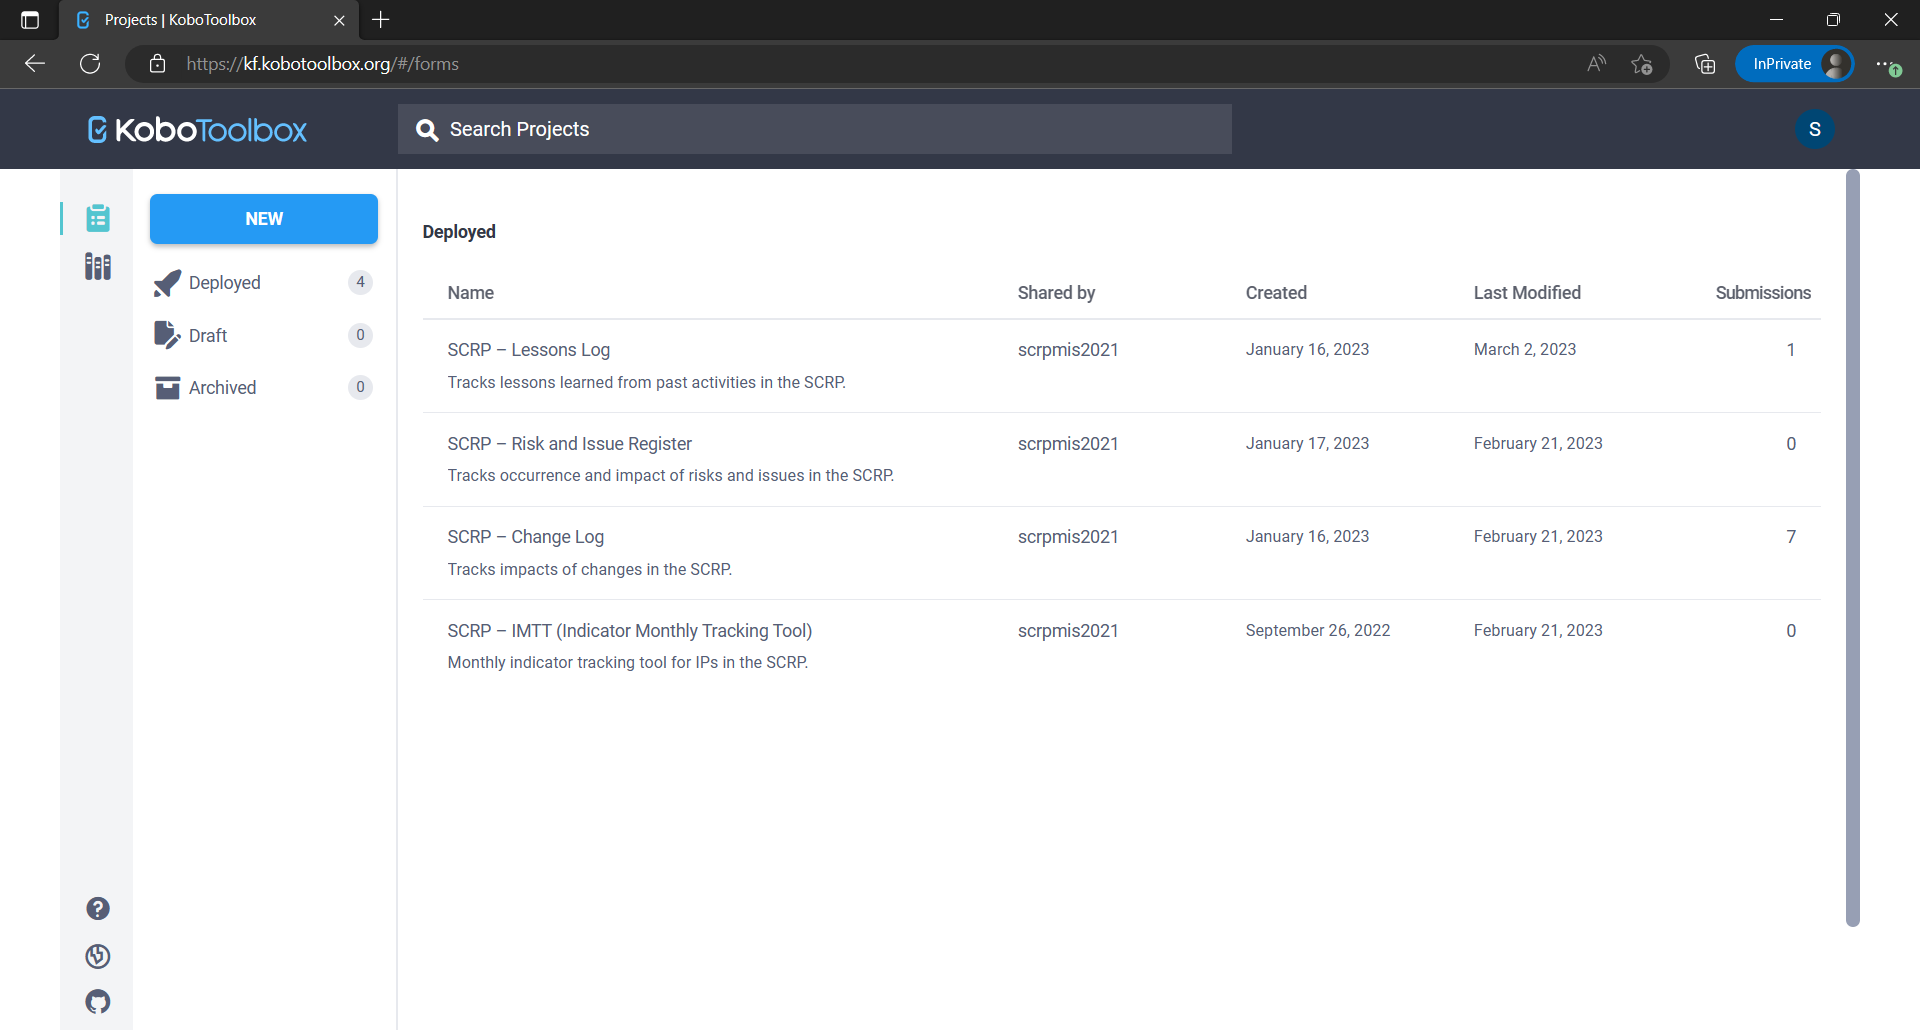 Projects | KoboToolbox
https://kf.kobotoolbox.org/#/forms
InPrivate
KoboToolbox
Search Projects
S
NEW
Deployed 4
Draft 0
Archived 0
Deployed
Name Shared by Created Last Modified Submissions
SCRP – Lessons Log scrpmis2021 January 16, 2023 March 2, 2023 1
Tracks lessons learned from past activities in the SCRP.
SCRP – Risk and Issue Register scrpmis2021 January 17, 2023 February 21, 2023 0
Tracks occurrence and impact of risks and issues in the SCRP.
SCRP – Change Log scrpmis2021 January 16, 2023 February 21, 2023 7
Tracks impacts of changes in the SCRP.
SCRP – IMTT (Indicator Monthly Tracking Tool) scrpmis2021 September 26, 2022 February 21, 2023 0
Monthly indicator tracking tool for IPs in the SCRP.